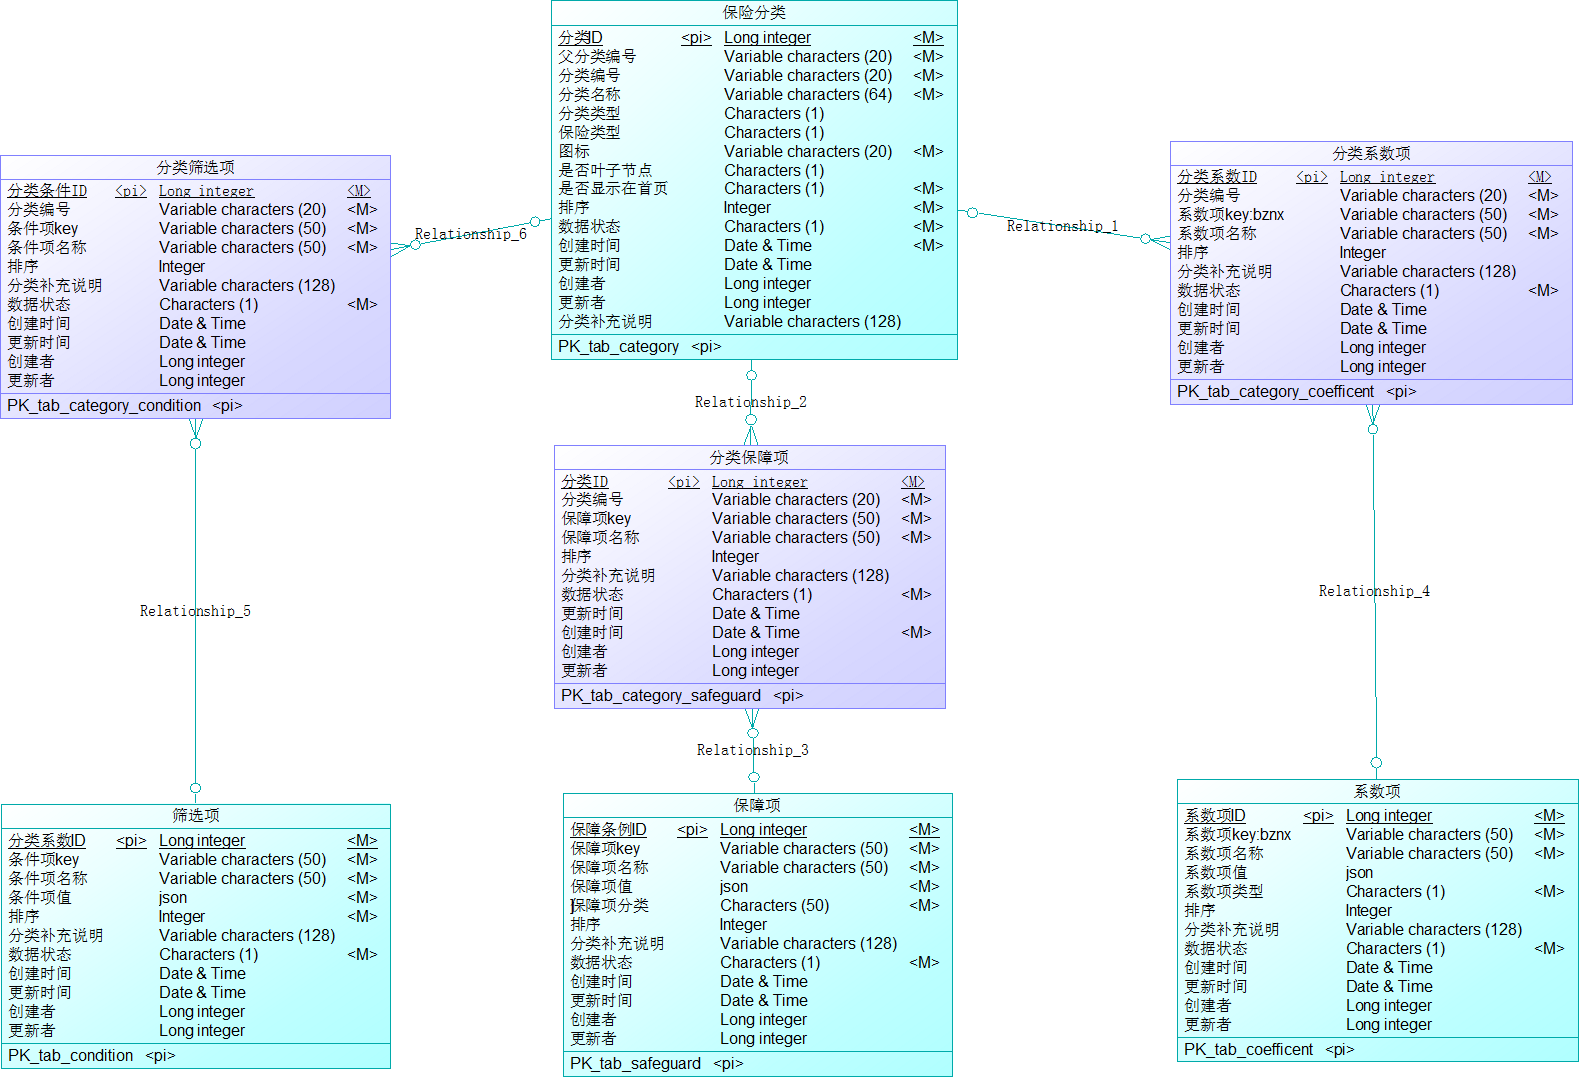 保险分类
分类ID <pi> Long integer <M>
父分类编号 Variable characters (20) <M>
分类编号 Variable characters (20) <M>
分类名称 Variable characters (64) <M>
分类类型 Characters (1)
保险类型 Characters (1)
图标 Variable characters (20) <M>
是否叶子节点 Characters (1)
是否显示在首页 Characters (1) <M>
排序 Integer <M>
数据状态 Characters (1) <M>
创建时间 Date & Time <M>
更新时间 Date & Time
创建者 Long integer
更新者 Long integer
分类补充说明 Variable characters (128)
PK_tab_category <pi>
分类筛选项
分类条件ID <pi> Long integer <M>
分类编号 Variable characters (20) <M>
条件项key Variable characters (50) <M>
条件项名称 Variable characters (50) <M>
排序 Integer
分类补充说明 Variable characters (128)
数据状态 Characters (1) <M>
创建时间 Date & Time
更新时间 Date & Time
创建者 Long integer
更新者 Long integer
PK_tab_category_condition <pi>
Relationship_6
Relationship_1
分类系数项
分类系数ID <pi> Long integer <M>
分类编号 Variable characters (20) <M>
系数项key:bznx Variable characters (50) <M>
系数项名称 Variable characters (50) <M>
排序 Integer
分类补充说明 Variable characters (128)
数据状态 Characters (1) <M>
创建时间 Date & Time
更新时间 Date & Time
创建者 Long integer
更新者 Long integer
PK_tab_category_coefficent <pi>
Relationship_2
分类保障项
分类ID <pi> Long integer <M>
分类编号 Variable characters (20) <M>
保障项key Variable characters (50) <M>
保障项名称 Variable characters (50) <M>
排序 Integer
分类补充说明 Variable characters (128)
数据状态 Characters (1) <M>
更新时间 Date & Time
创建时间 Date & Time <M>
创建者 Long integer
更新者 Long integer
PK_tab_category_safeguard <pi>
Relationship_5
Relationship_4
Relationship_3
筛选项
分类系数ID <pi> Long integer <M>
条件项key Variable characters (50) <M>
条件项名称 Variable characters (50) <M>
条件项值 json <M>
排序 Integer <M>
分类补充说明 Variable characters (128)
数据状态 Characters (1) <M>
创建时间 Date & Time
更新时间 Date & Time
创建者 Long integer
更新者 Long integer
PK_tab_condition <pi>
保障项
保障条例ID <pi> Long integer <M>
保障项key Variable characters (50) <M>
保障项名称 Variable characters (50) <M>
保障项值 json <M>
保障项分类 Characters (50) <M>
排序 Integer
分类补充说明 Variable characters (128)
数据状态 Characters (1) <M>
创建时间 Date & Time
更新时间 Date & Time
创建者 Long integer
更新者 Long integer
PK_tab_safeguard <pi>
系数项
系数项ID <pi> Long integer <M>
系数项key:bznx Variable characters (50) <M>
系数项名称 Variable characters (50) <M>
系数项值 json
系数项类型 Characters (1) <M>
排序 Integer
分类补充说明 Variable characters (128)
数据状态 Characters (1) <M>
创建时间 Date & Time
更新时间 Date & Time
创建者 Long integer
更新者 Long integer
PK_tab_coefficent <pi>